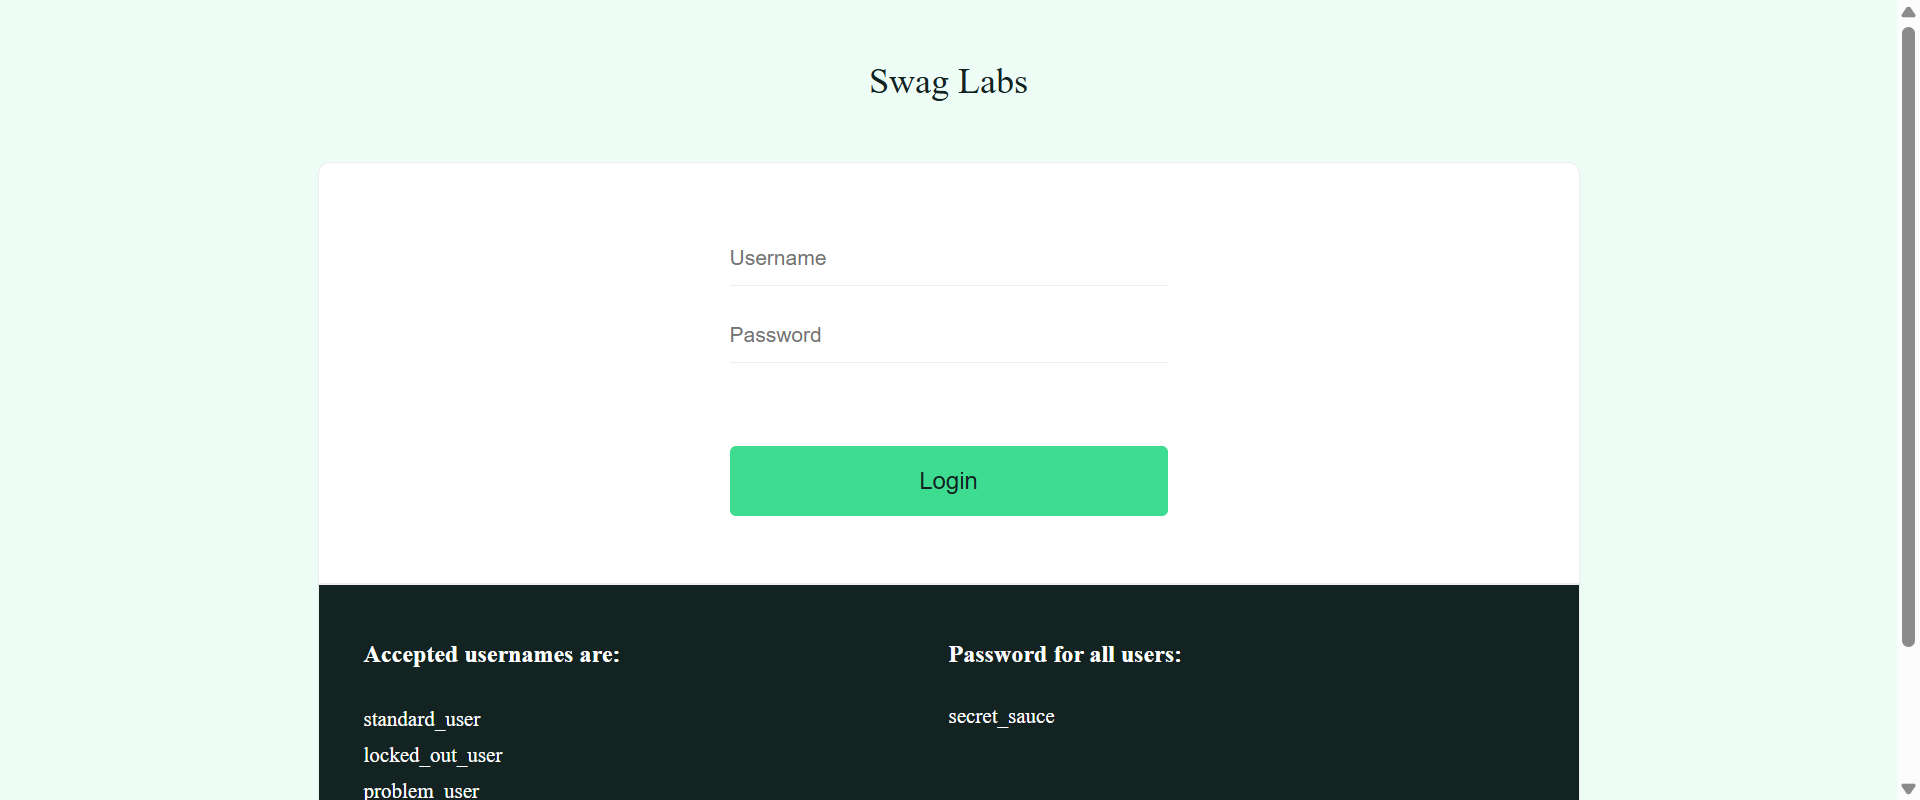 Swag Labs
Username
Password
Login
Accepted usernames are:
standard_user
locked_out_user
problem_user
Password for all users:
secret_sauce